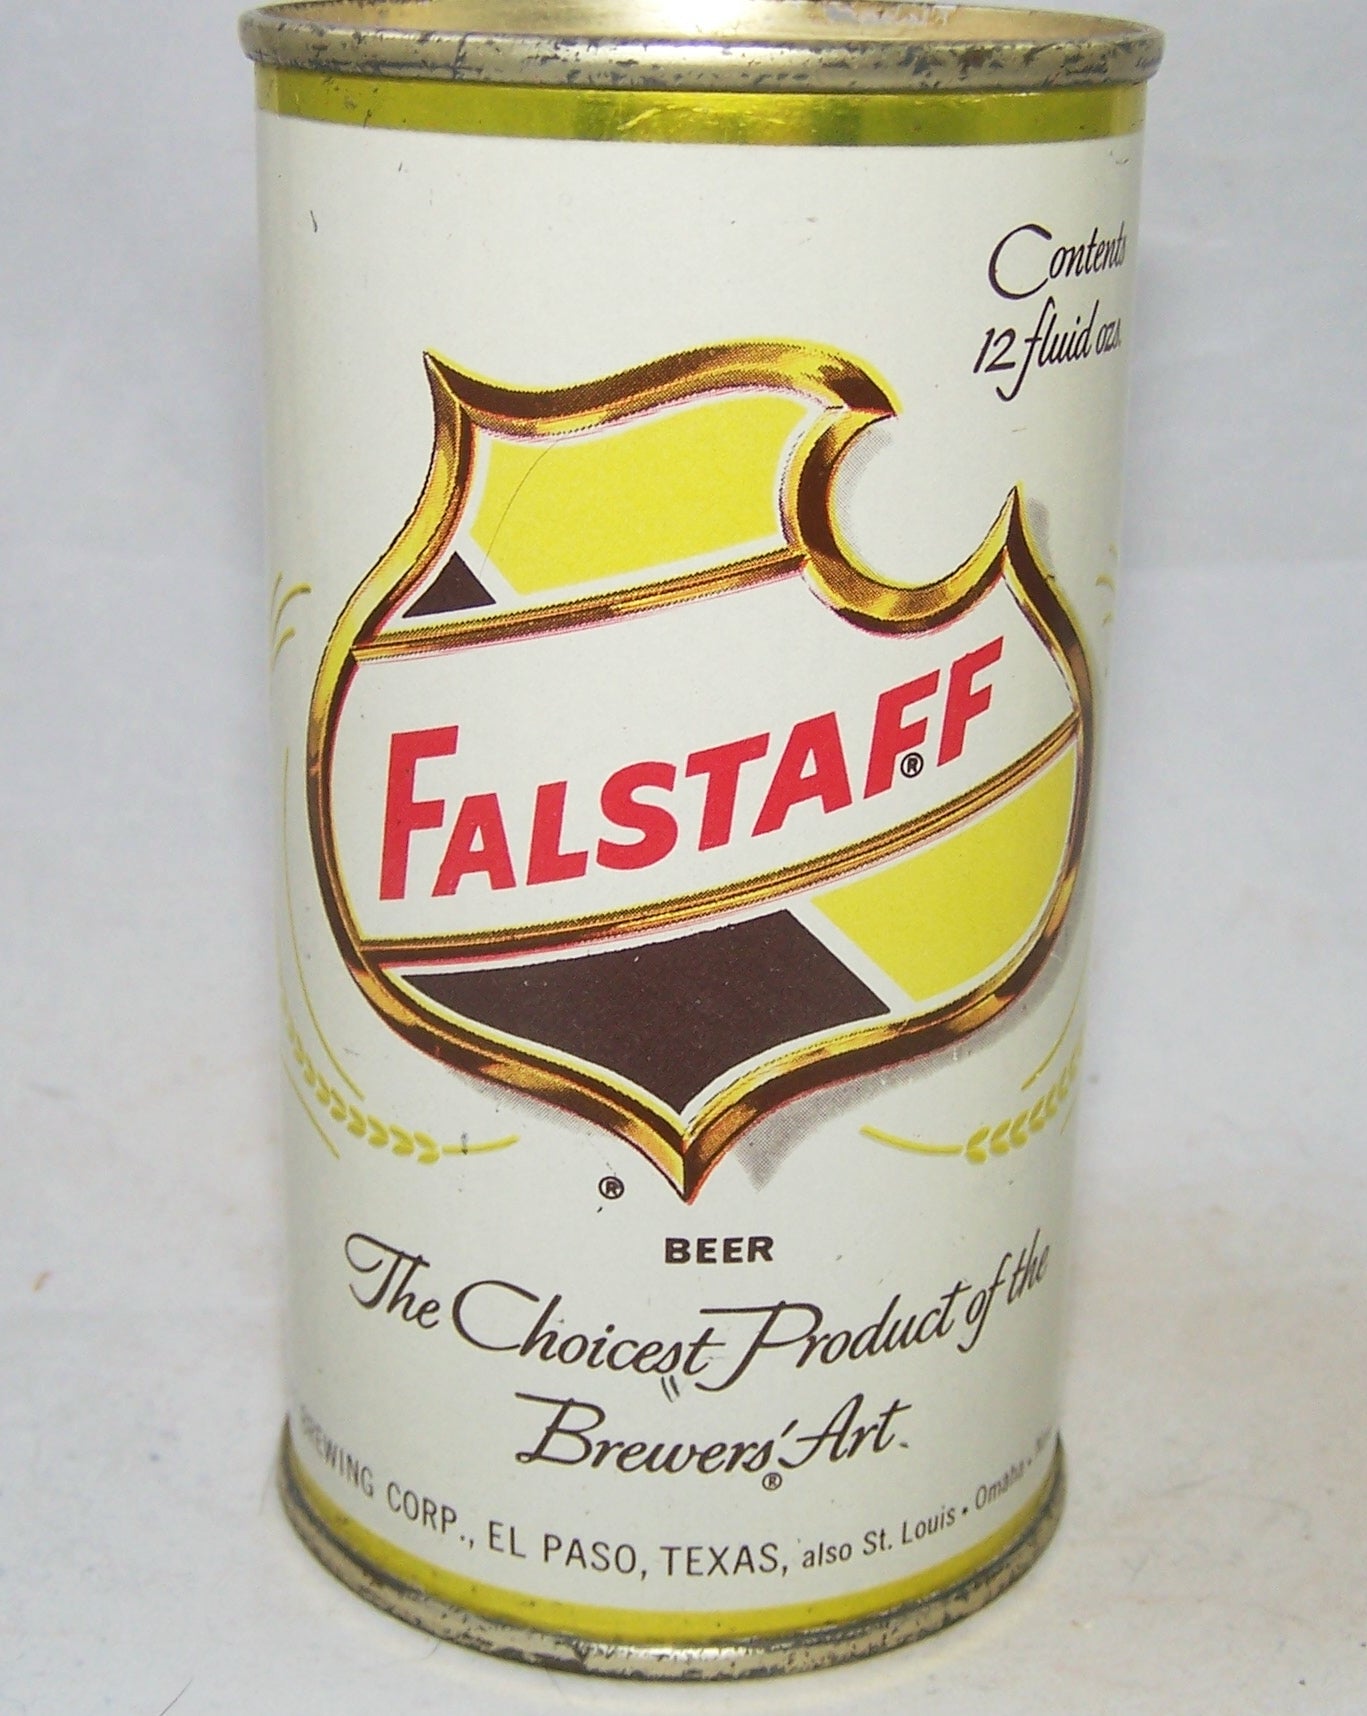 Contents
12 fluid ozs.
FALSTAFF
®
®
BEER
The Choicest Product of the
Brewers' Art.
®
BREWING CORP., EL PASO, TEXAS, also St. Louis • Omaha •